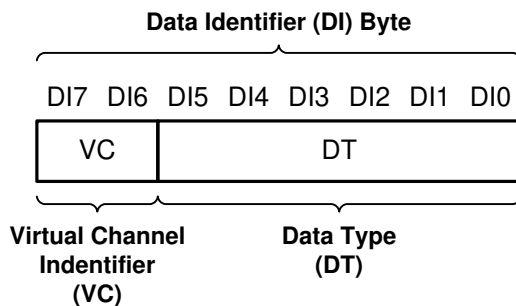 Data Identifier (DI) Byte
DI7 DI6 DI5 DI4 DI3 DI2 DI1 DI0
VC DT
Virtual Channel
Indentifier
(VC)
Data Type
(DT)